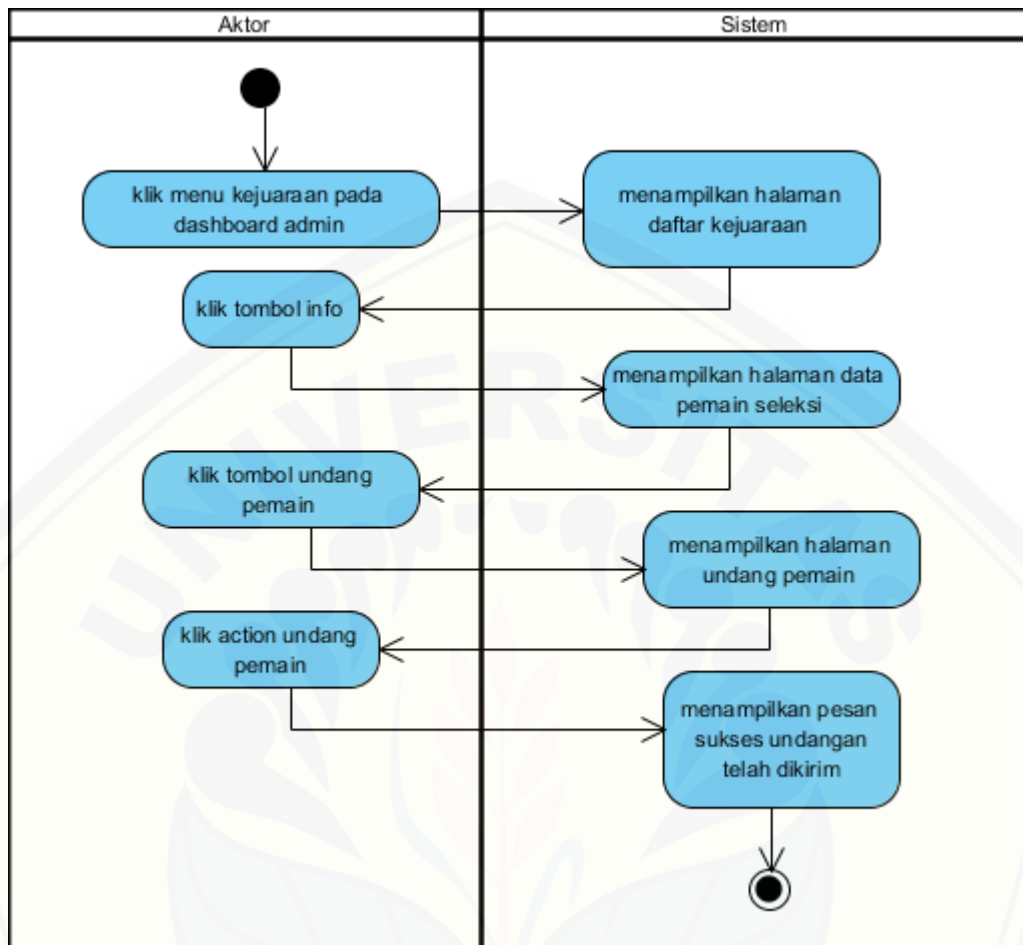 Aktor
Sistem
klik menu kejuaraan pada
dashboard admin
menampilkan halaman
daftar kejuaraan
klik tombol info
menampilkan halaman data
pemain seleksi
klik tombol undang
pemain
menampilkan halaman
undang pemain
klik action undang
pemain
menampilkan pesan
sukses undangan
telah dikirim
UNIVERSITAS